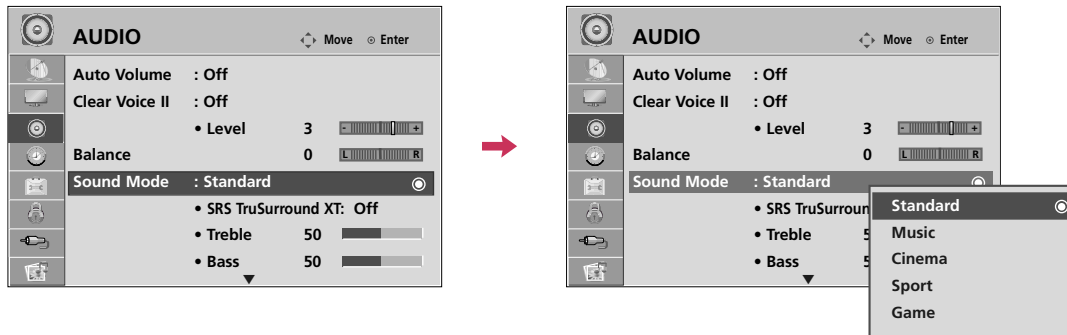 AUDIO Move Enter
Auto Volume : Off
Clear Voice II : Off
• Level 3 - +
Balance 0 L R
Sound Mode : Standard
• SRS TruSurround XT: Off
• Treble 50
• Bass 50
AUDIO Move Enter
Auto Volume : Off
Clear Voice II : Off
• Level 3 - +
Balance 0 L R
Sound Mode : Standard
• SRS TruSurroun
• Treble 5
• Bass 5
Standard
Music
Cinema
Sport
Game